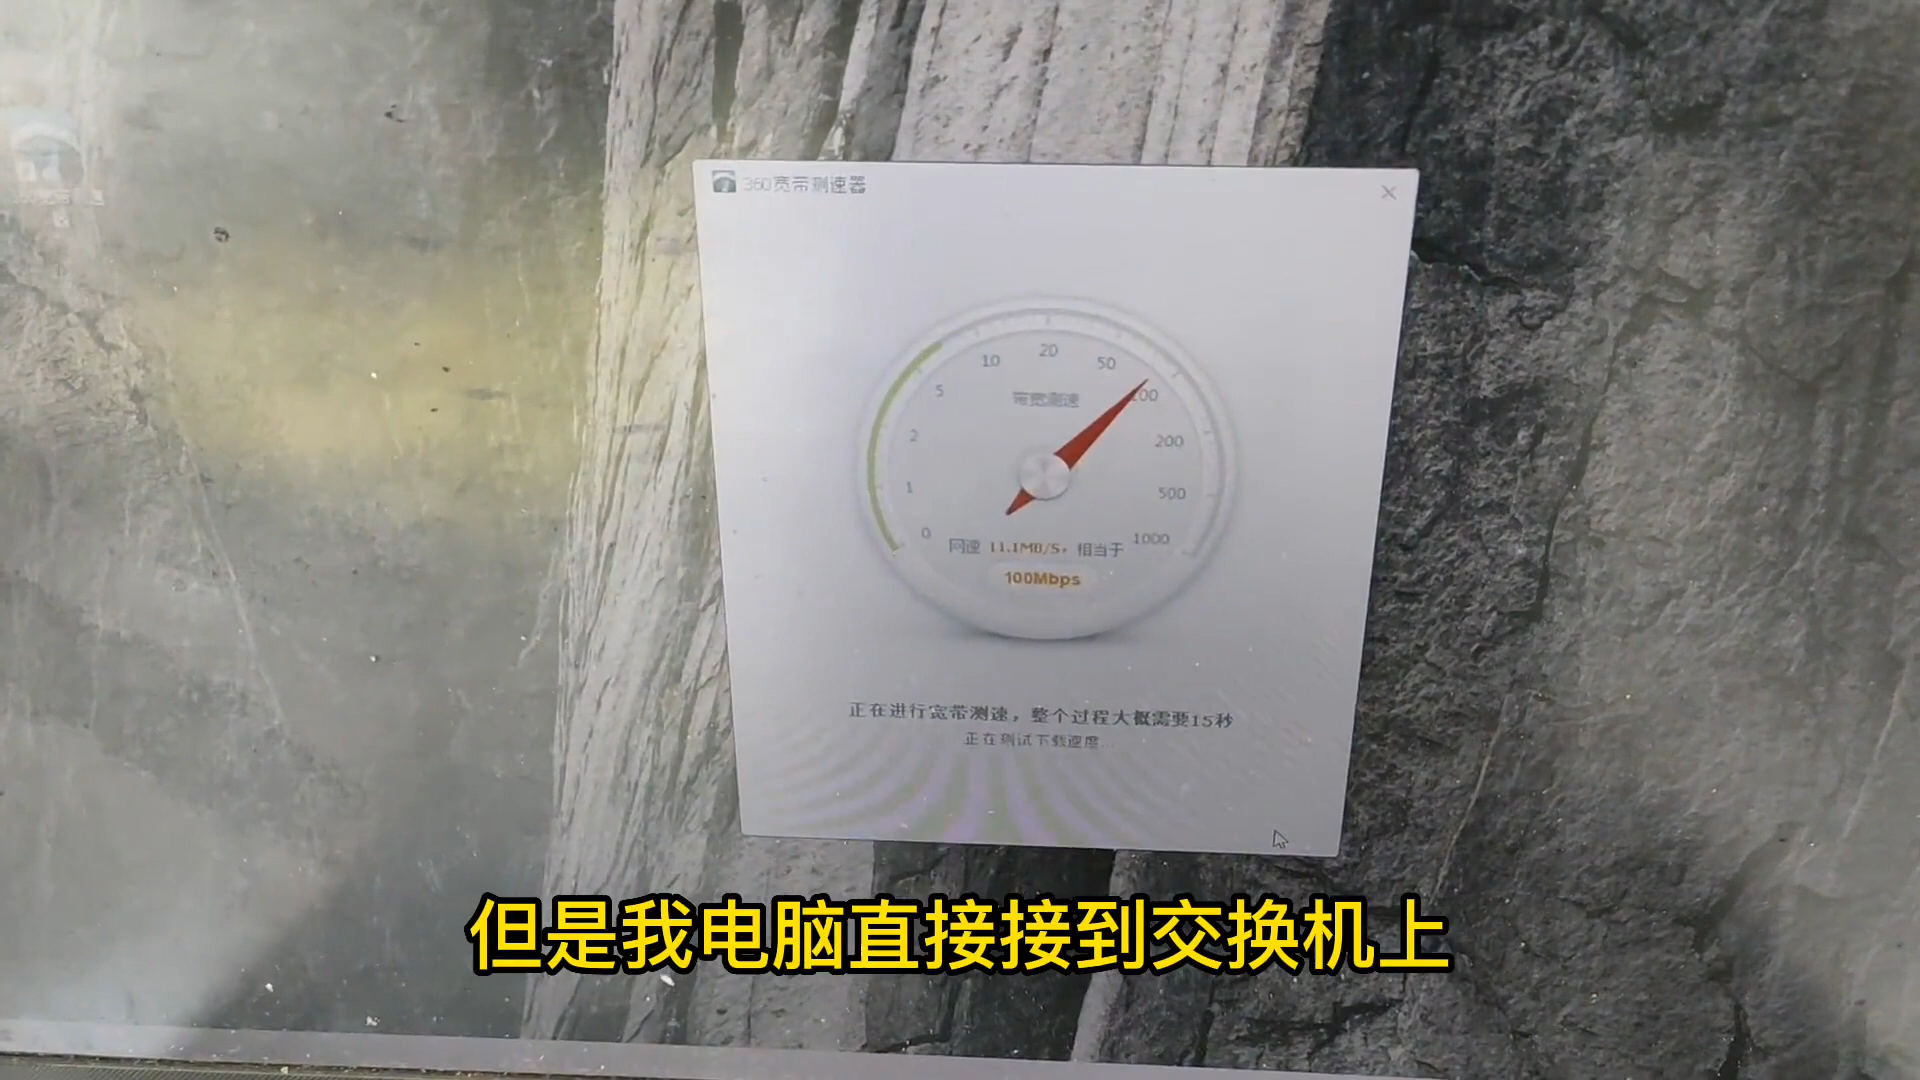 360宽带测速器
0
1
2
5
10
20
50
100
200
500
1000
带宽测速
网速 11.1MB/S，相当于
100Mbps
正在进行宽带测速，整个过程大概需要15秒
正在测试下载速度...
但是我电脑直接接到交换机上